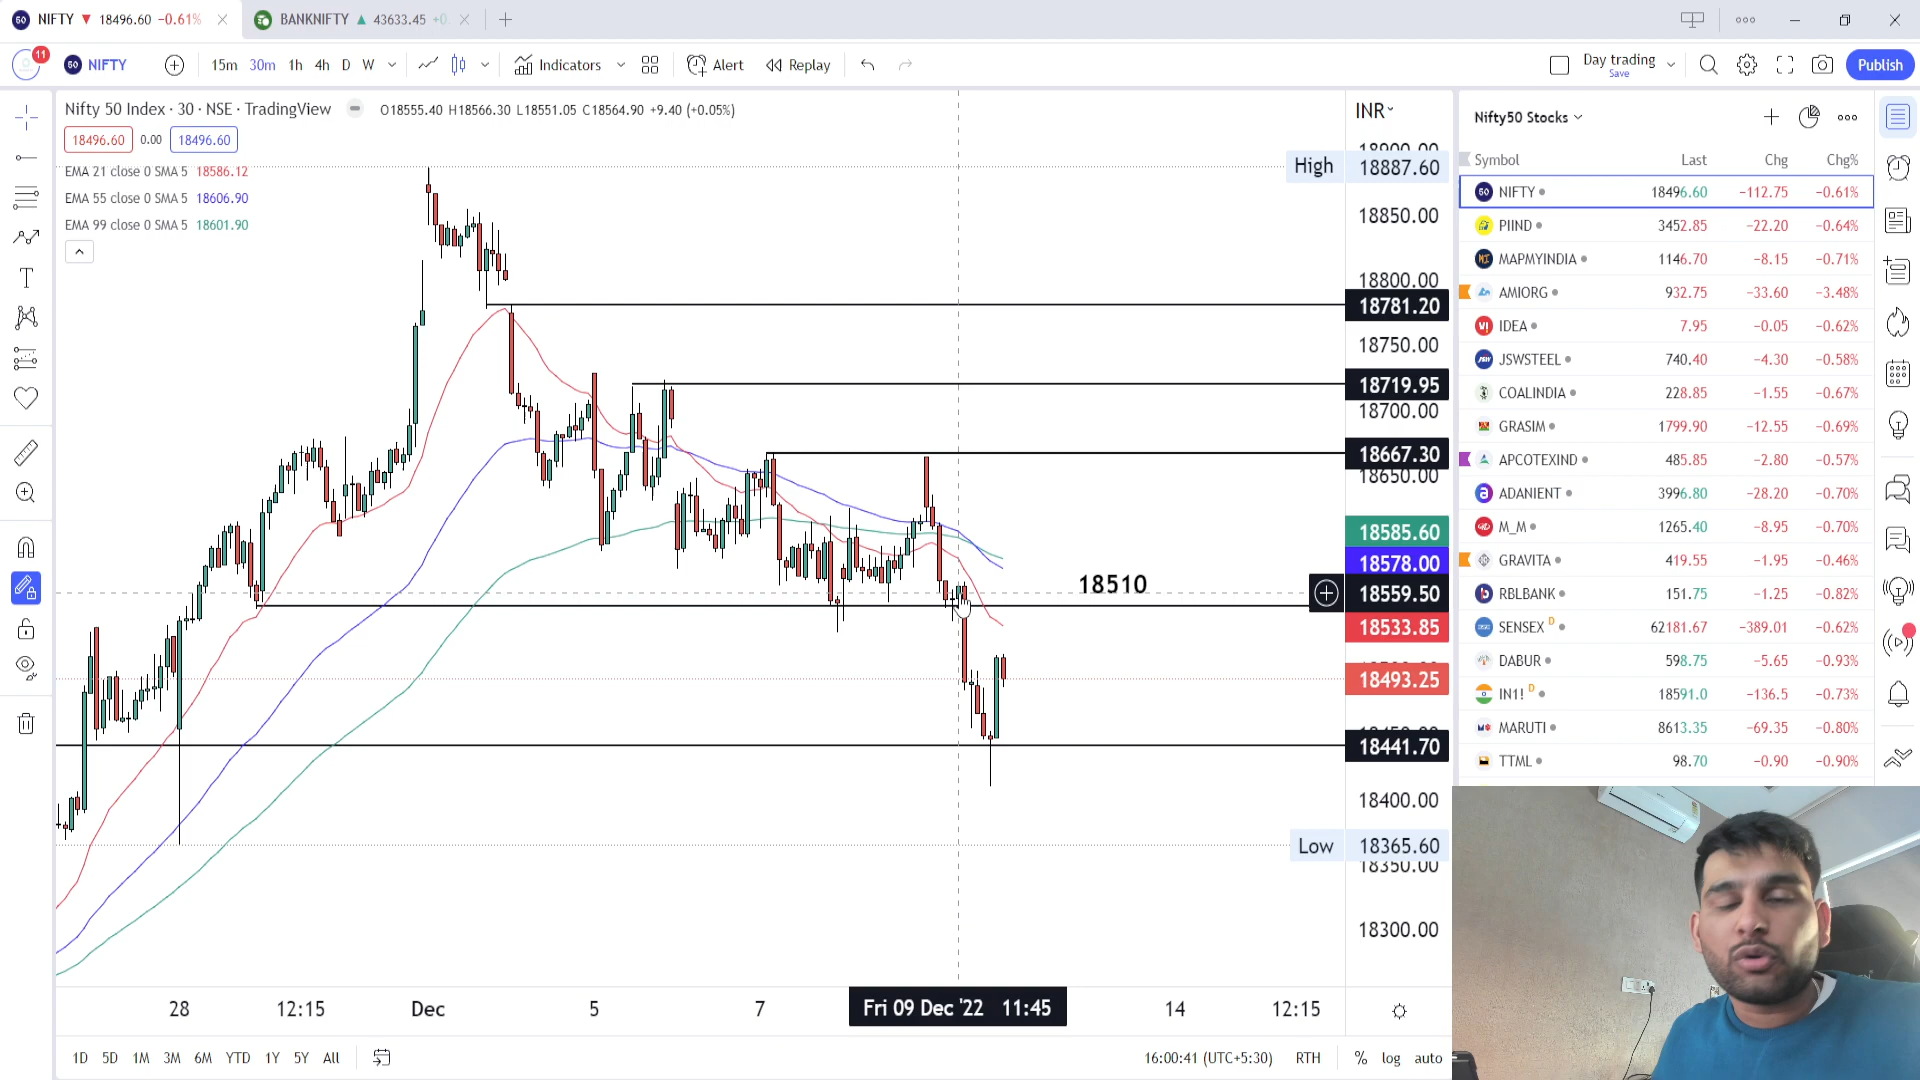 NIFTY ▼ 18496.60 −0.61%
BANKNIFTY ▲ 43633.45
11
50 NIFTY
15m 30m 1h 4h D W
Indicators
Alert
Replay
Day trading
Save
Publish
Nifty 50 Index · 30 · NSE · TradingView
O18555.40 H18566.30 L18551.05 C18564.90 +9.40 (+0.05%)
18496.60 0.00 18496.60
EMA 21 close 0 SMA 5 18586.12
EMA 55 close 0 SMA 5 18606.90
EMA 99 close 0 SMA 5 18601.90
INR
High 18887.60
18850.00
18800.00
18781.20
18750.00
18719.95
18700.00
18667.30
18650.00
18585.60
18578.00
18510
18559.50
18533.85
18493.25
18441.70
18400.00
Low 18365.60
18350.00
18300.00
28 12:15 Dec 5 7 Fri 09 Dec '22 11:45 14 12:15
1D 5D 1M 3M 6M YTD 1Y 5Y All
16:00:41 (UTC+5:30) RTH % log auto
Nifty50 Stocks
Symbol Last Chg Chg%
NIFTY 18496.60 −112.75 −0.61%
PIIND 3452.85 −22.20 −0.64%
MAPMYINDIA 1146.70 −8.15 −0.71%
AMIORG 932.75 −33.60 −3.48%
IDEA 7.95 −0.05 −0.62%
JSWSTEEL 740.40 −4.30 −0.58%
COALINDIA 228.85 −1.55 −0.67%
GRASIM 1799.90 −12.55 −0.69%
APCOTEXIND 485.85 −2.80 −0.57%
ADANIENT 3996.80 −28.20 −0.70%
M_M 1265.40 −8.95 −0.70%
GRAVITA 419.55 −1.95 −0.46%
RBLBANK 151.75 −1.25 −0.82%
SENSEX D 62181.67 −389.01 −0.62%
DABUR 598.75 −5.65 −0.93%
IN1! D 18591.0 −136.5 −0.73%
MARUTI 8613.35 −69.35 −0.80%
TTML 98.70 −0.90 −0.90%